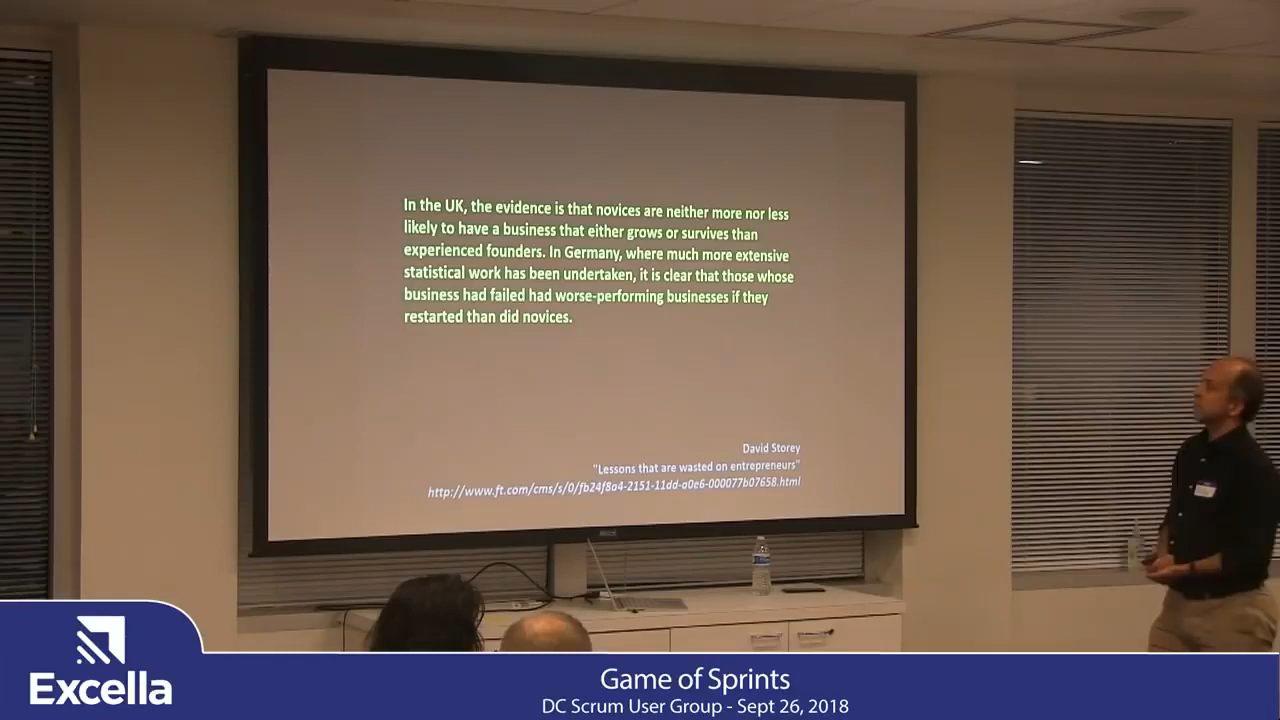 In the UK, the evidence is that novices are neither more nor less
likely to have a business that either grows or survives than
experienced founders. In Germany, where much more extensive
statistical work has been undertaken, it is clear that those whose
business had failed had worse-performing businesses if they
restarted than did novices.
David Storey
"Lessons that are wasted on entrepreneurs"
http://www.ft.com/cms/s/0/fb24f8a4-2151-11dd-a0e6-000077b07658.html
Excella
Game of Sprints
DC Scrum User Group - Sept 26, 2018